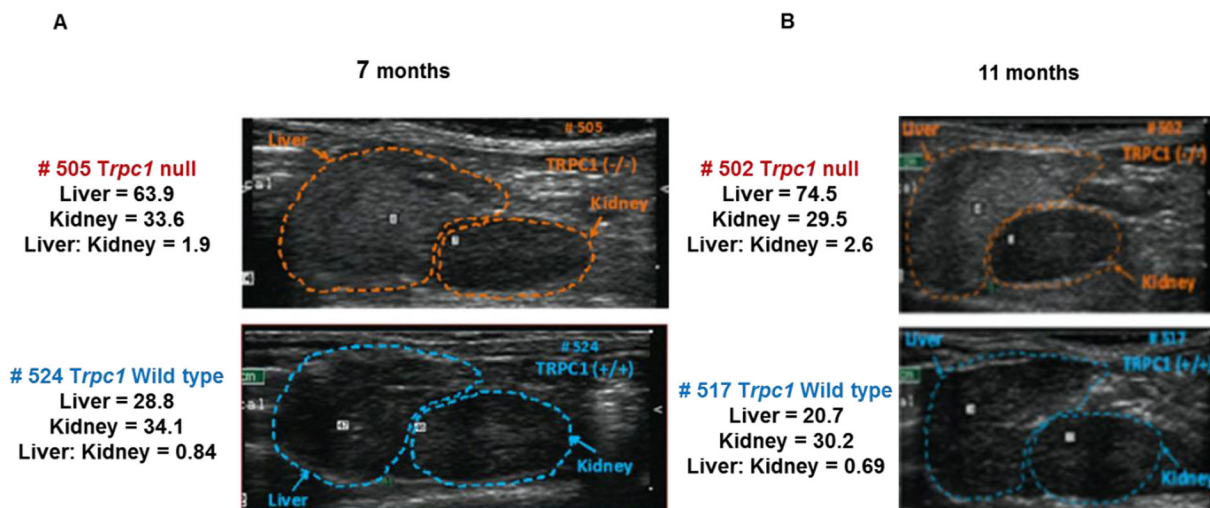 A
B
7 months
11 months
# 505 Trpc1 null
Liver = 63.9
Kidney = 33.6
Liver: Kidney = 1.9
Liver
# 505
TRPC1 (-/-)
Kidney
# 502 Trpc1 null
Liver = 74.5
Kidney = 29.5
Liver: Kidney = 2.6
Liver
# 502
TRPC1 (-/-)
Kidney
# 524 Trpc1 Wild type
Liver = 28.8
Kidney = 34.1
Liver: Kidney = 0.84
# 524
TRPC1 (+/+)
47
Kidney
Liver
# 517 Trpc1 Wild type
Liver = 20.7
Kidney = 30.2
Liver: Kidney = 0.69
Liver
# 517
TRPC1 (+/+)
Kidney